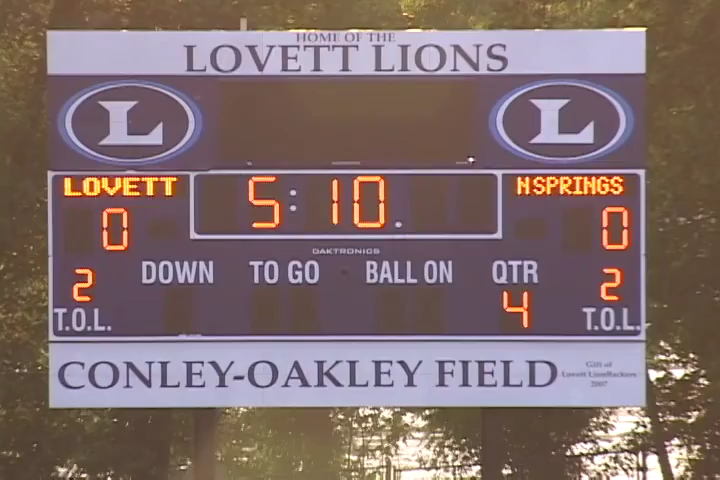 HOME OF THE
LOVETT LIONS
L L
LOVETT 5:10. N SPRINGS
0 0
DAKTRONICS
2 DOWN TO GO BALL ON QTR 2
T.O.L. 4 T.O.L.
CONLEY-OAKLEY FIELD
Gift of
Lovett LineBackers
2007